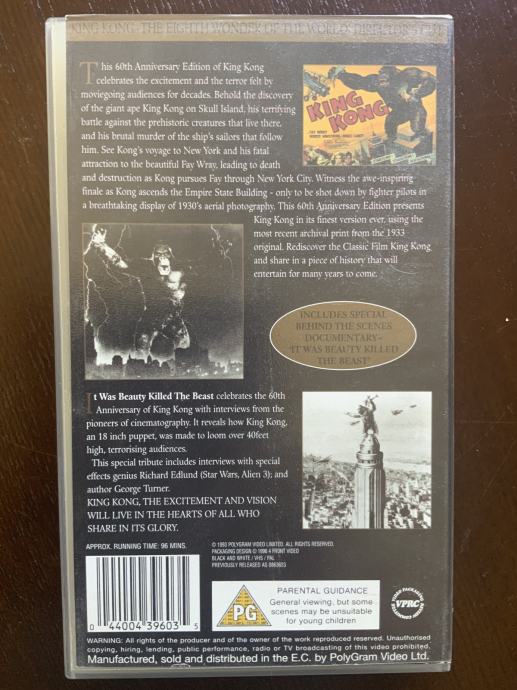 KING KONG - THE EIGHTH WONDER OF THE WORLD! DIRECTOR'S CUT
This 60th Anniversary Edition of King Kong
celebrates the excitement and the terror felt by
moviegoing audiences for decades. Behold the discovery
of the giant ape King Kong on Skull Island, his terrifying
battle against the prehistoric creatures that live there,
and his brutal murder of the ship's sailors that follow
him. See Kong's voyage to New York and his fatal
attraction to the beautiful Fay Wray, leading to death
and destruction as Kong pursues Fay through New York City. Witness the awe-inspiring
finale as Kong ascends the Empire State Building - only to be shot down by fighter pilots in
a breathtaking display of 1930's aerial photography. This 60th Anniversary Edition presents
King Kong in its finest version ever, using the
most recent archival print from the 1933
original. Rediscover the Classic Film King Kong
and share in a piece of history that will
entertain for many years to come.
KING
KONG
FAY WRAY
ROBERT ARMSTRONG BRUCE CABOT
INCLUDES SPECIAL
BEHIND THE SCENES
DOCUMENTARY-
'IT WAS BEAUTY KILLED
THE BEAST'
It Was Beauty Killed The Beast celebrates the 60th
Anniversary of King Kong with interviews from the
pioneers of cinematography. It reveals how King Kong,
an 18 inch puppet, was made to loom over 40feet
high, terrorising audiences.
This special tribute includes interviews with special
effects genius Richard Edlund (Star Wars, Alien 3); and
author George Turner.
KING KONG, THE EXCITEMENT AND VISION
WILL LIVE IN THE HEARTS OF ALL WHO
SHARE IN ITS GLORY.
APPROX. RUNNING TIME: 96 MINS.
© 1993 POLYGRAM VIDEO LIMITED. ALL RIGHTS RESERVED.
PACKAGING DESIGN © 1996 4 FRONT VIDEO
BLACK AND WHITE / VHS / PAL
PREVIOUSLY RELEASED AS 0863603
0 44004 39603 5
PG
PARENTAL GUIDANCE
General viewing, but some
scenes may be unsuitable
for young children
VPRC
WARNING: All rights of the producer and of the owner of the work reproduced reserved. Unauthorised
copying, hiring, lending, public performance, radio or TV broadcasting of this video prohibited.
Manufactured, sold and distributed in the E.C. by PolyGram Video Ltd.